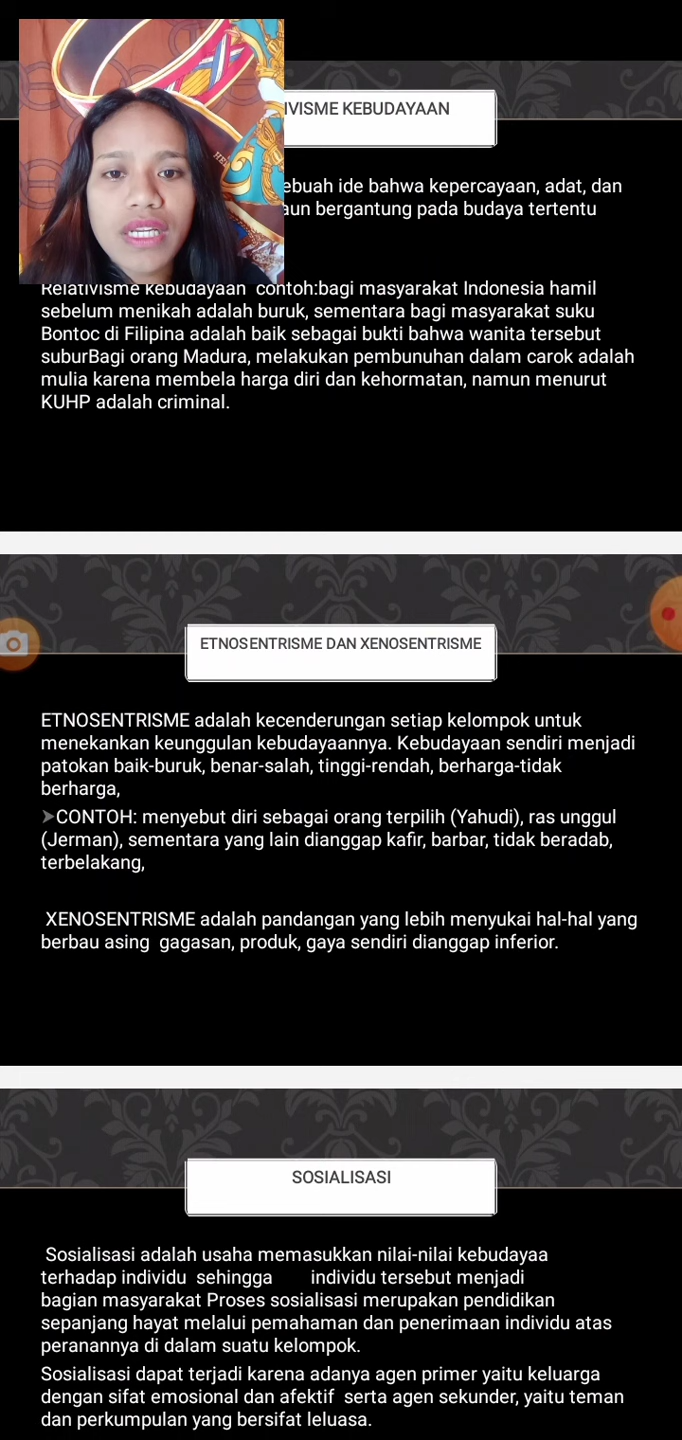 IVISME KEBUDAYAAN
ebuah ide bahwa kepercayaan, adat, dan
aun bergantung pada budaya tertentu
Relativisme kebudayaan contoh:bagi masyarakat Indonesia hamil
sebelum menikah adalah buruk, sementara bagi masyarakat suku
Bontoc di Filipina adalah baik sebagai bukti bahwa wanita tersebut
suburBagi orang Madura, melakukan pembunuhan dalam carok adalah
mulia karena membela harga diri dan kehormatan, namun menurut
KUHP adalah criminal.
ETNOSENTRISME DAN XENOSENTRISME
ETNOSENTRISME adalah kecenderungan setiap kelompok untuk
menekankan keunggulan kebudayaannya. Kebudayaan sendiri menjadi
patokan baik-buruk, benar-salah, tinggi-rendah, berharga-tidak
berharga,
➤CONTOH: menyebut diri sebagai orang terpilih (Yahudi), ras unggul
(Jerman), sementara yang lain dianggap kafir, barbar, tidak beradab,
terbelakang,
XENOSENTRISME adalah pandangan yang lebih menyukai hal-hal yang
berbau asing gagasan, produk, gaya sendiri dianggap inferior.
SOSIALISASI
Sosialisasi adalah usaha memasukkan nilai-nilai kebudayaa
terhadap individu sehingga individu tersebut menjadi
bagian masyarakat Proses sosialisasi merupakan pendidikan
sepanjang hayat melalui pemahaman dan penerimaan individu atas
peranannya di dalam suatu kelompok.
Sosialisasi dapat terjadi karena adanya agen primer yaitu keluarga
dengan sifat emosional dan afektif serta agen sekunder, yaitu teman
dan perkumpulan yang bersifat leluasa.